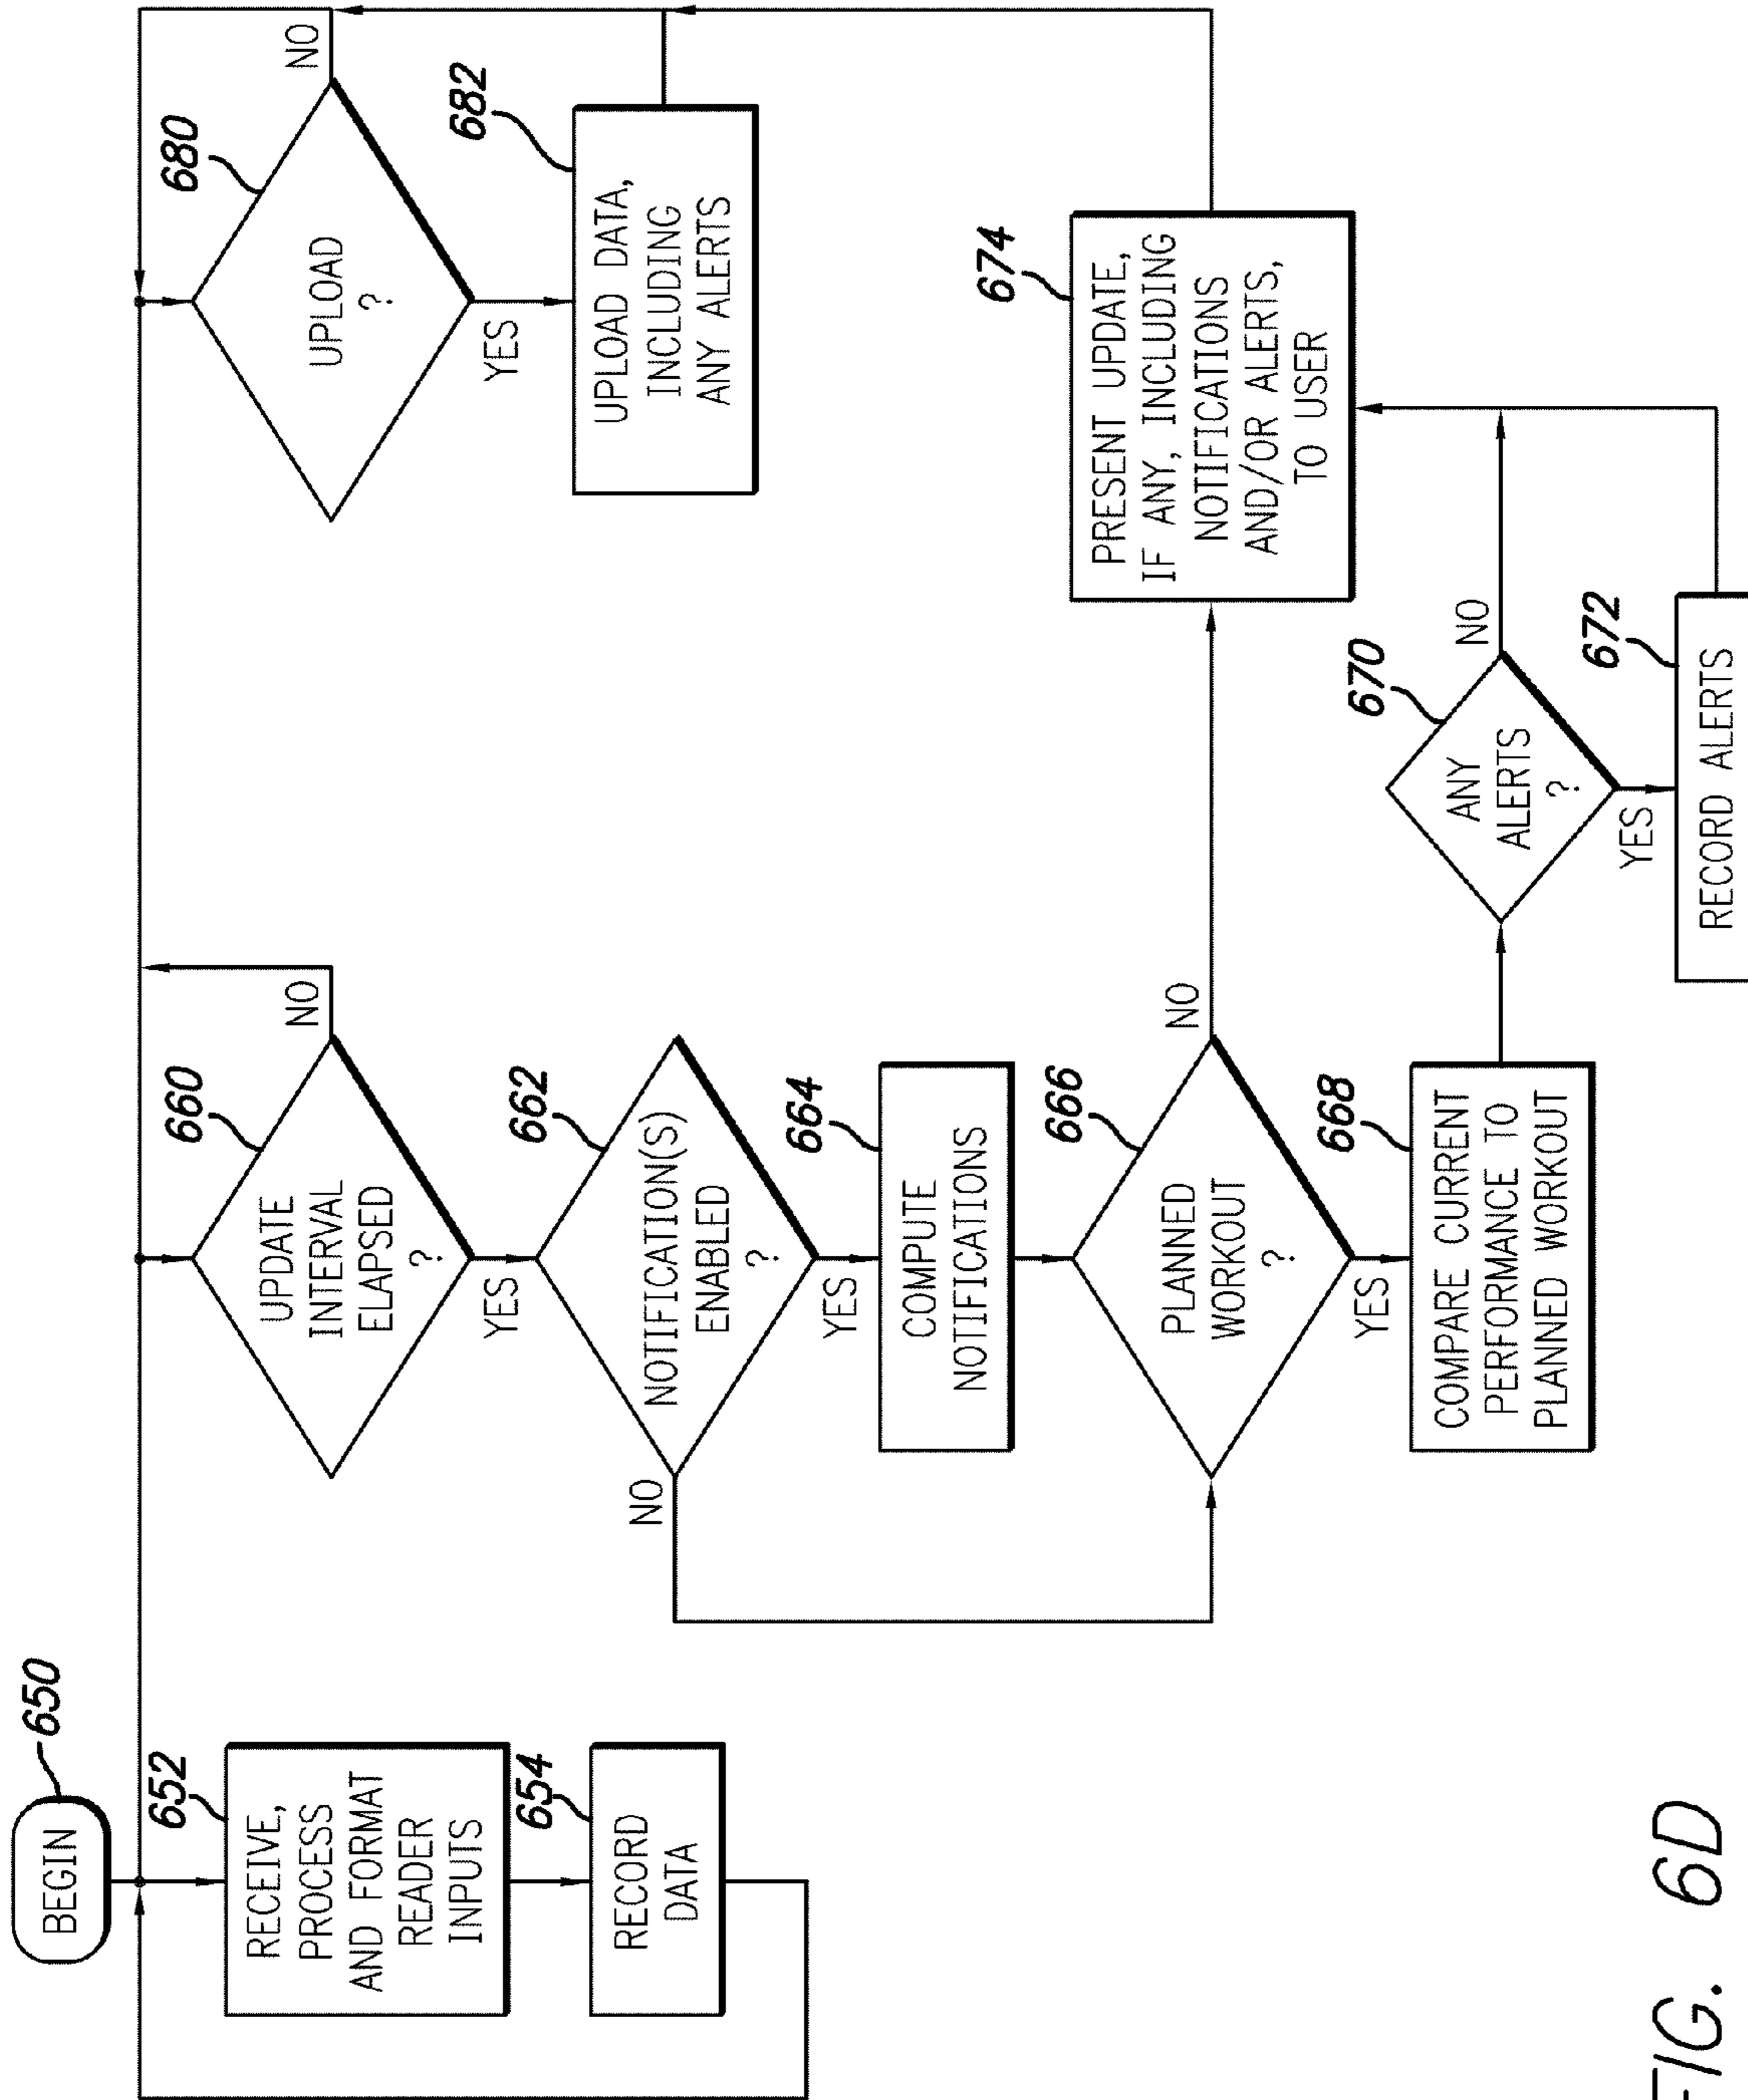 BEGIN
650
652
RECEIVE,
PROCESS
AND FORMAT
READER
INPUTS
654
RECORD
DATA
660
UPDATE
INTERVAL
ELAPSED
?
NO
YES
662
NOTIFICATION(S)
ENABLED
?
NO
YES
664
COMPUTE
NOTIFICATIONS
666
PLANNED
WORKOUT
?
NO
YES
668
COMPARE CURRENT
PERFORMANCE TO
PLANNED WORKOUT
670
ANY
ALERTS
?
NO
YES
672
RECORD ALERTS
674
PRESENT UPDATE,
IF ANY, INCLUDING
NOTIFICATIONS
AND/OR ALERTS,
TO USER
680
UPLOAD
?
NO
YES
682
UPLOAD DATA,
INCLUDING
ANY ALERTS
FIG. 6D